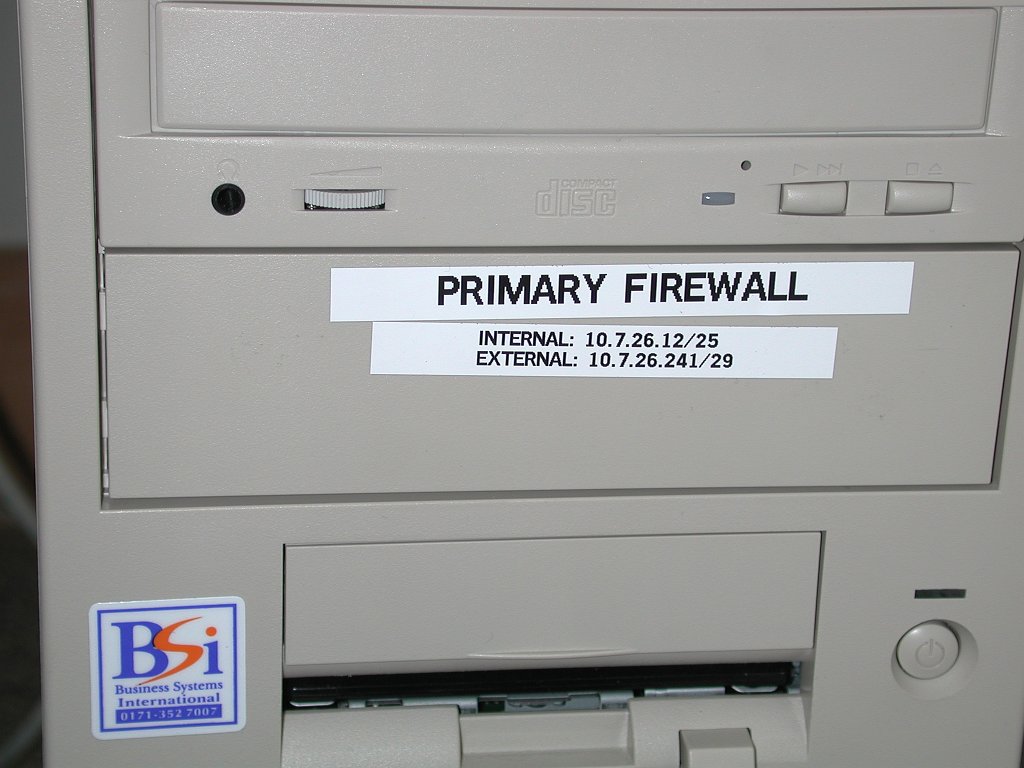 COMPACT
disc
PRIMARY FIREWALL
INTERNAL: 10.7.26.12/25
EXTERNAL: 10.7.26.241/29
BSi
Business Systems
International
0171-352 7007